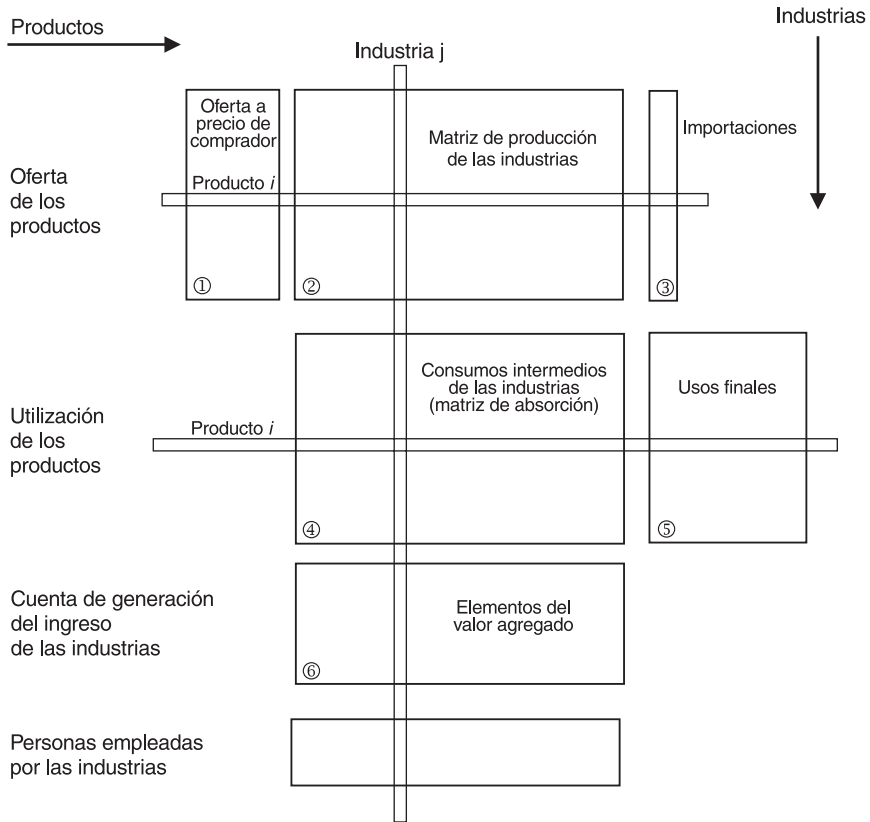 Productos
Industrias
Industria j
Oferta a
precio de
comprador
Matriz de producción
de las industrias
Importaciones
Oferta
de los
productos
Producto i
①
②
③
Consumos intermedios
de las industrias
(matriz de absorción)
Usos finales
Utilización
de los
productos
Producto i
④
⑤
Cuenta de generación
del ingreso
de las industrias
Elementos del
valor agregado
⑥
Personas empleadas
por las industrias